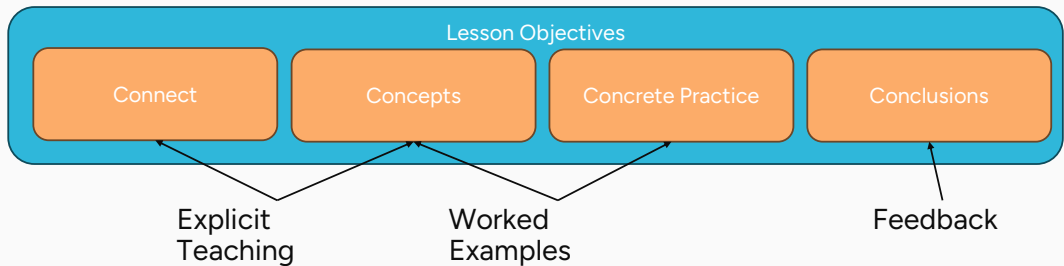 Lesson Objectives
Connect
Concepts
Concrete Practice
Conclusions
Explicit
Teaching
Worked
Examples
Feedback